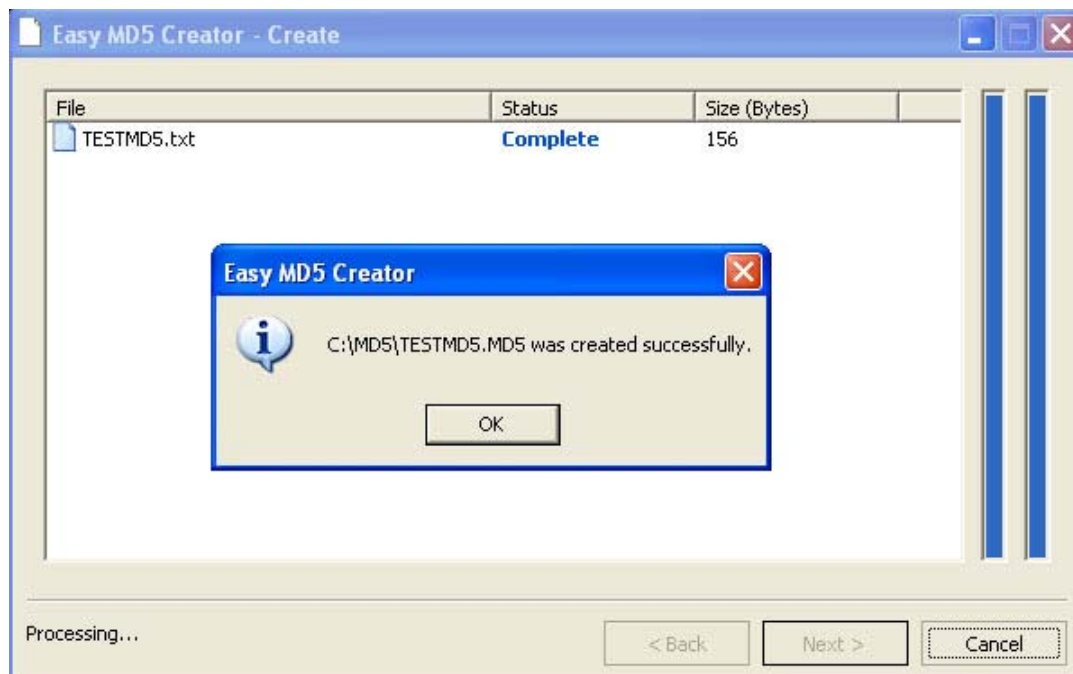 Easy MD5 Creator - Create
File Status Size (Bytes)
TESTMD5.txt Complete 156
Easy MD5 Creator
C:\MD5\TESTMD5.MD5 was created successfully.
OK
Processing...
< Back Next > Cancel